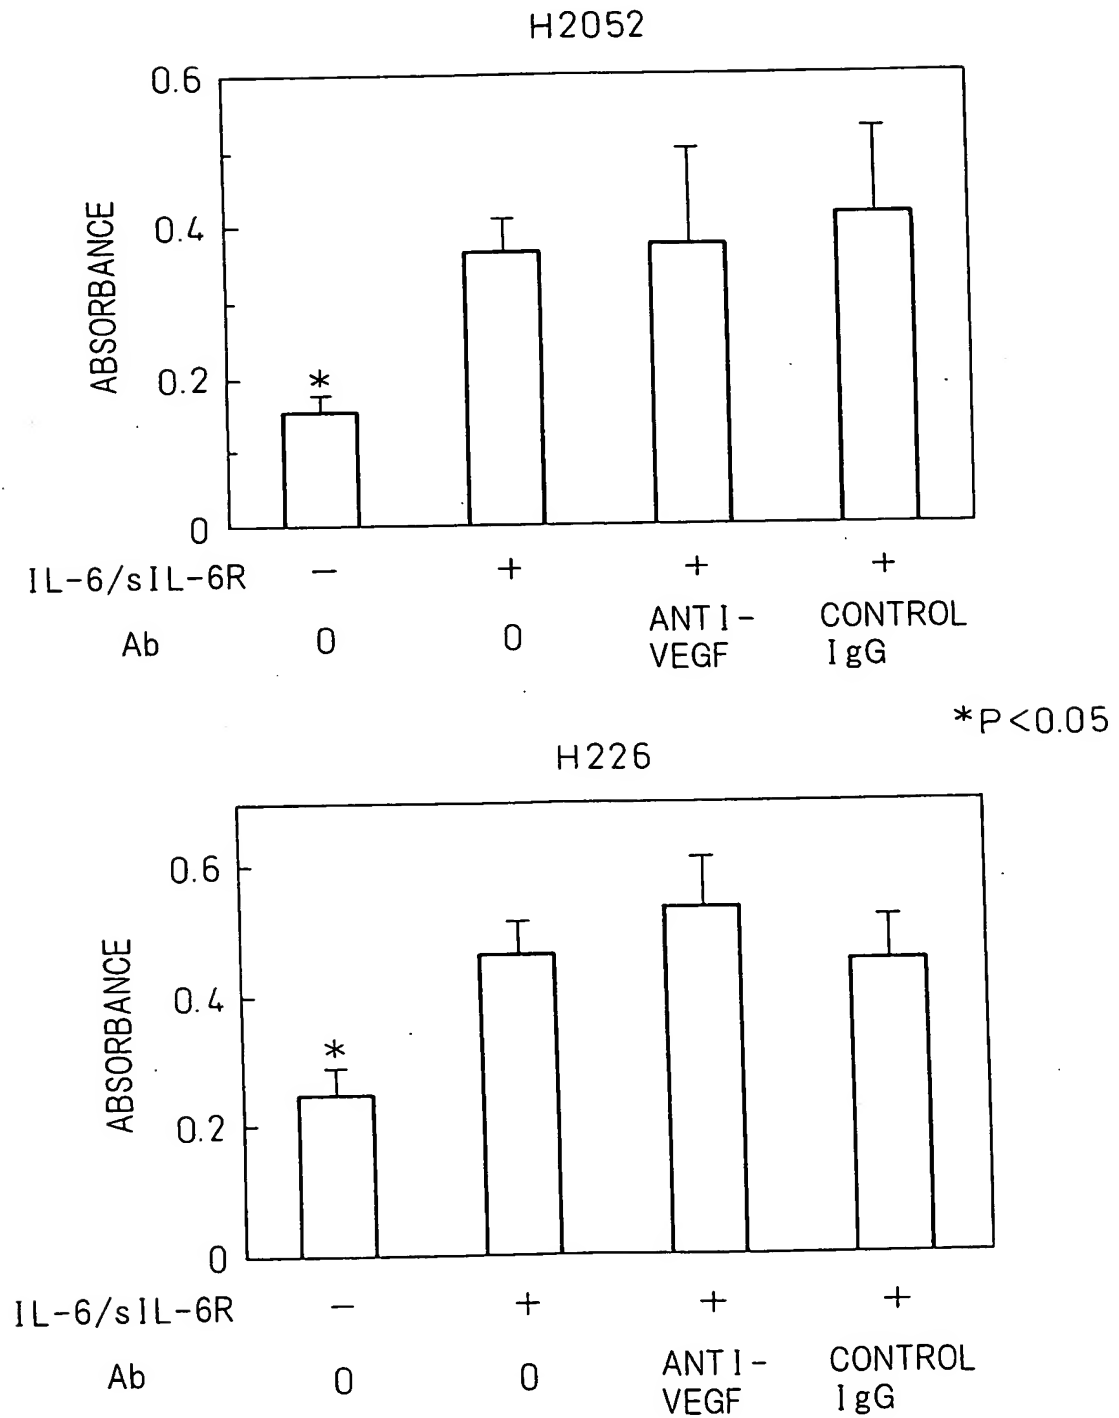 H2052
0.6
0.4
0.2
0
ABSORBANCE
*
IL-6/sIL-6R − + + +
Ab 0 0 ANTI-VEGF CONTROL IgG
*P<0.05
H226
0.6
0.4
0.2
0
ABSORBANCE
*
IL-6/sIL-6R − + + +
Ab 0 0 ANTI-VEGF CONTROL IgG